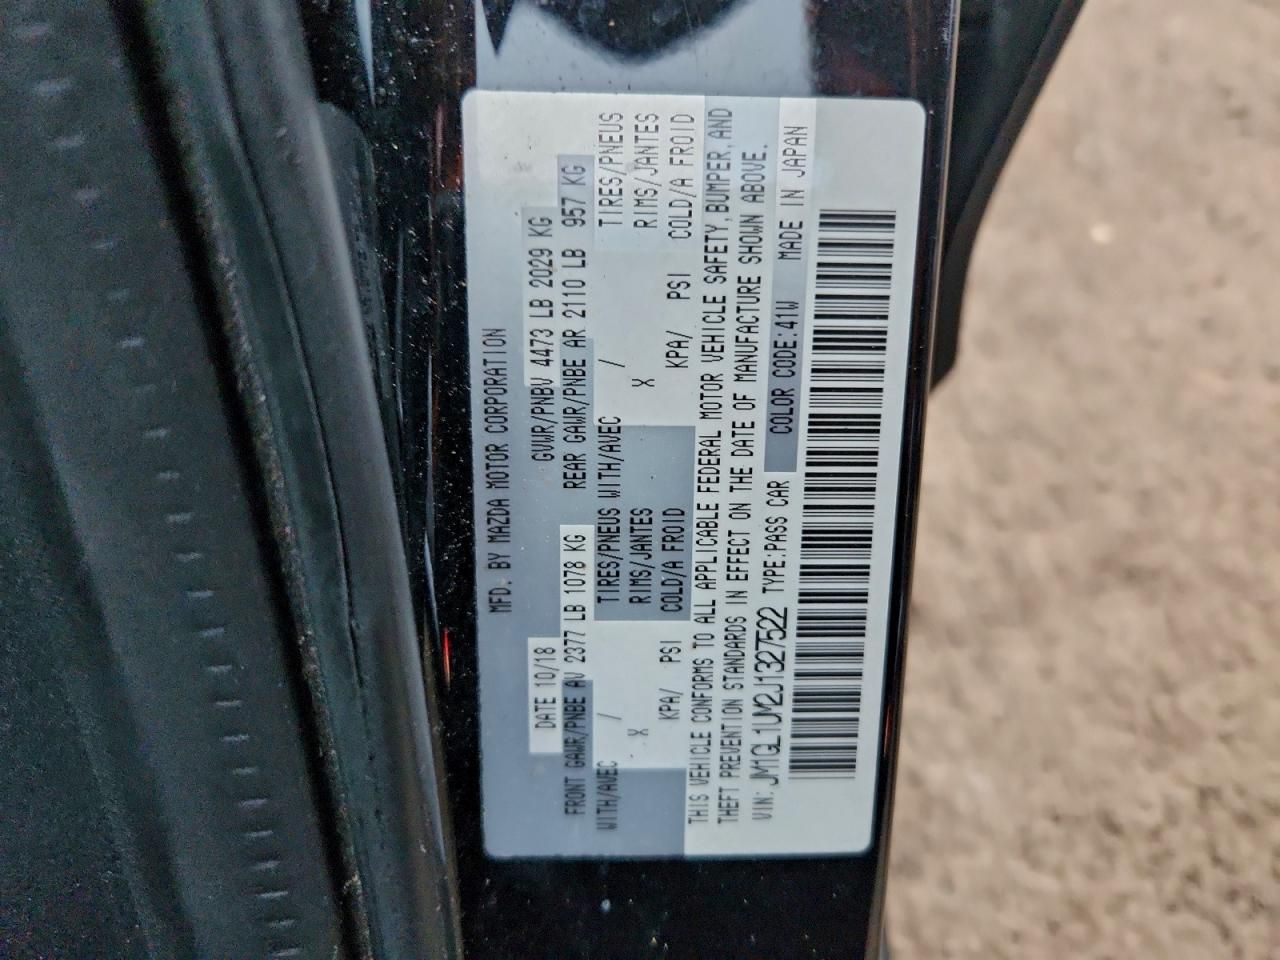 MFD. BY MAZDA MOTOR CORPORATION
DATE 10/18 GVWR/PNBV 4473 LB 2029 KG
FRONT GAWR/PNBE AV 2377 LB 1078 KG REAR GAWR/PNBE AR 2110 LB 957 KG
WITH/AVEC / TIRES/PNEUS WITH/AVEC / TIRES/PNEUS
X RIMS/JANTES X RIMS/JANTES
KPA/ PSI COLD/A FROID KPA/ PSI COLD/A FROID
THIS VEHICLE CONFORMS TO ALL APPLICABLE FEDERAL MOTOR VEHICLE SAFETY, BUMPER, AND
THEFT PREVENTION STANDARDS IN EFFECT ON THE DATE OF MANUFACTURE SHOWN ABOVE.
VIN: JM1GL1UM2J1327522 TYPE:PASS CAR COLOR CODE:41W MADE IN JAPAN